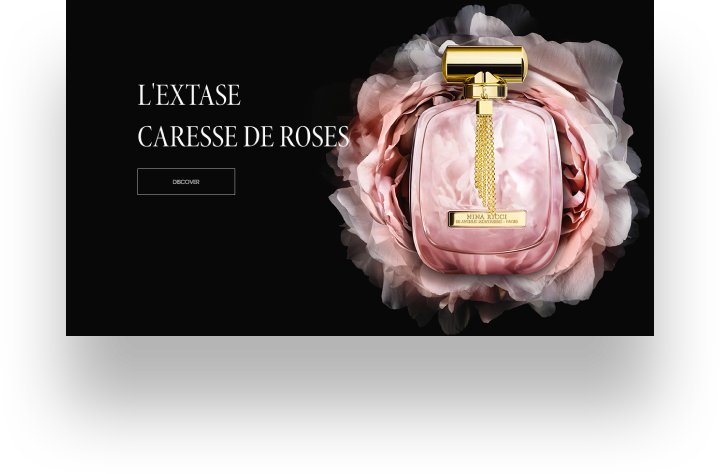 L'EXTASE
CARESSE DE ROSES
DISCOVER
NINA RICCI